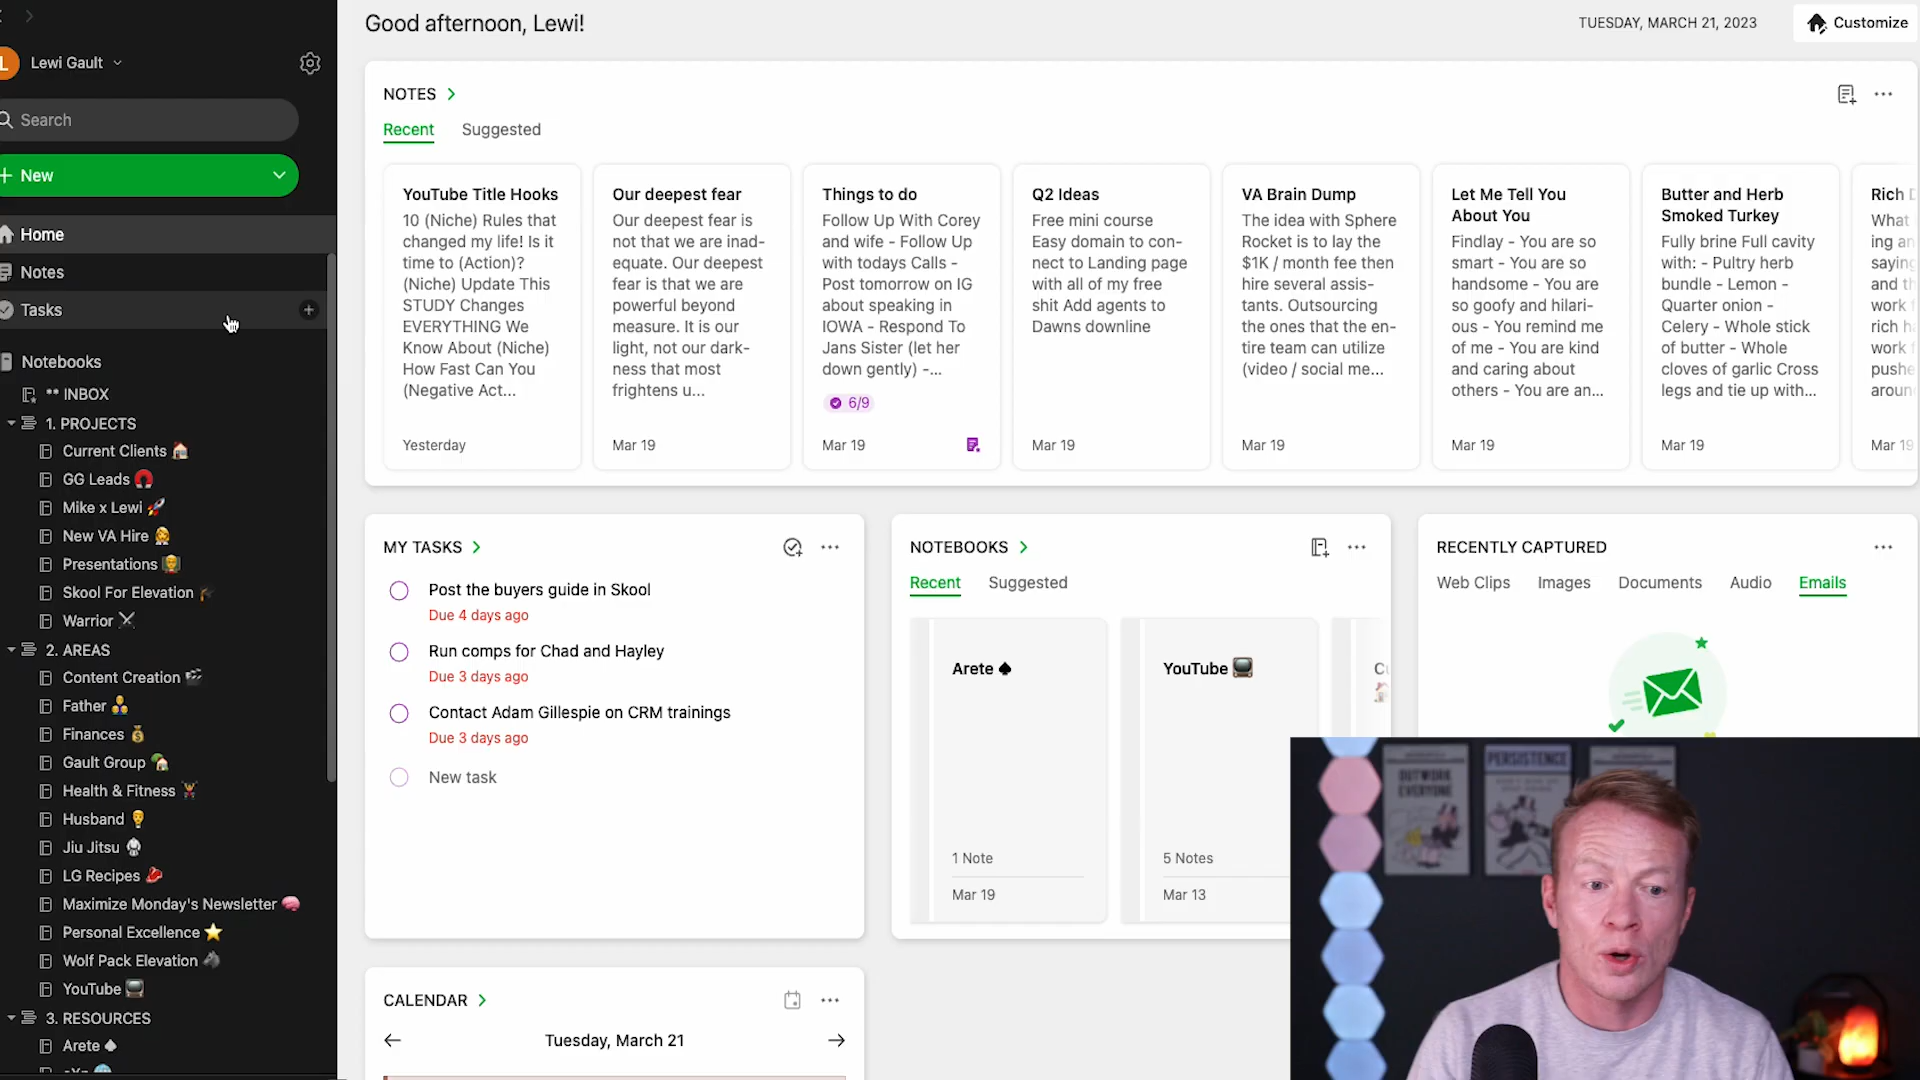 Good afternoon, Lewi!
TUESDAY, MARCH 21, 2023
Customize
L
Lewi Gault
Search
New
Home
Notes
Tasks
Notebooks
** INBOX
1. PROJECTS
Current Clients 🏠
GG Leads 🧲
Mike x Lewi 🚀
New VA Hire
Presentations
Skool For Elevation 🎓
Warrior ⚔
2. AREAS
Content Creation 🎬
Father
Finances 💰
Gault Group 🏡
Health & Fitness
Husband
Jiu Jitsu 🥋
LG Recipes 🥩
Maximize Monday's Newsletter 🧠
Personal Excellence ⭐
Wolf Pack Elevation 🐺
YouTube 📺
3. RESOURCES
Arete ♠
NOTES
Recent
Suggested
YouTube Title Hooks
10 (Niche) Rules that
changed my life! Is it
time to (Action)?
(Niche) Update This
STUDY Changes
EVERYTHING We
Know About (Niche)
How Fast Can You
(Negative Act...
Yesterday
Our deepest fear
Our deepest fear is
not that we are inad-
equate. Our deepest
fear is that we are
powerful beyond
measure. It is our
light, not our dark-
ness that most
frightens u...
Mar 19
Things to do
Follow Up With Corey
and wife - Follow Up
with todays Calls -
Post tomorrow on IG
about speaking in
IOWA - Respond To
Jans Sister (let her
down gently) -...
6/9
Mar 19
Q2 Ideas
Free mini course
Easy domain to con-
nect to Landing page
with all of my free
shit Add agents to
Dawns downline
Mar 19
VA Brain Dump
The idea with Sphere
Rocket is to lay the
$1K / month fee then
hire several assis-
tants. Outsourcing
the ones that the en-
tire team can utilize
(video / social me...
Mar 19
Let Me Tell You
About You
Findlay - You are so
smart - You are so
handsome - You are
so goofy and hilari-
ous - You remind me
of me - You are kind
and caring about
others - You are an...
Mar 19
Butter and Herb
Smoked Turkey
Fully brine Full cavity
with: - Pultry herb
bundle - Lemon -
Quarter onion -
Celery - Whole stick
of butter - Whole
cloves of garlic Cross
legs and tie up with...
Mar 19
Rich
What
ing an
saying
and th
work
rich ha
work
pushe
aroun
Mar 19
MY TASKS
Post the buyers guide in Skool
Due 4 days ago
Run comps for Chad and Hayley
Due 3 days ago
Contact Adam Gillespie on CRM trainings
Due 3 days ago
New task
NOTEBOOKS
Recent
Suggested
Arete ♠
1 Note
Mar 19
YouTube 📺
5 Notes
Mar 13
RECENTLY CAPTURED
Web Clips
Images
Documents
Audio
Emails
CALENDAR
Tuesday, March 21
OUTWORK
EVERYONE
PERSISTENCE